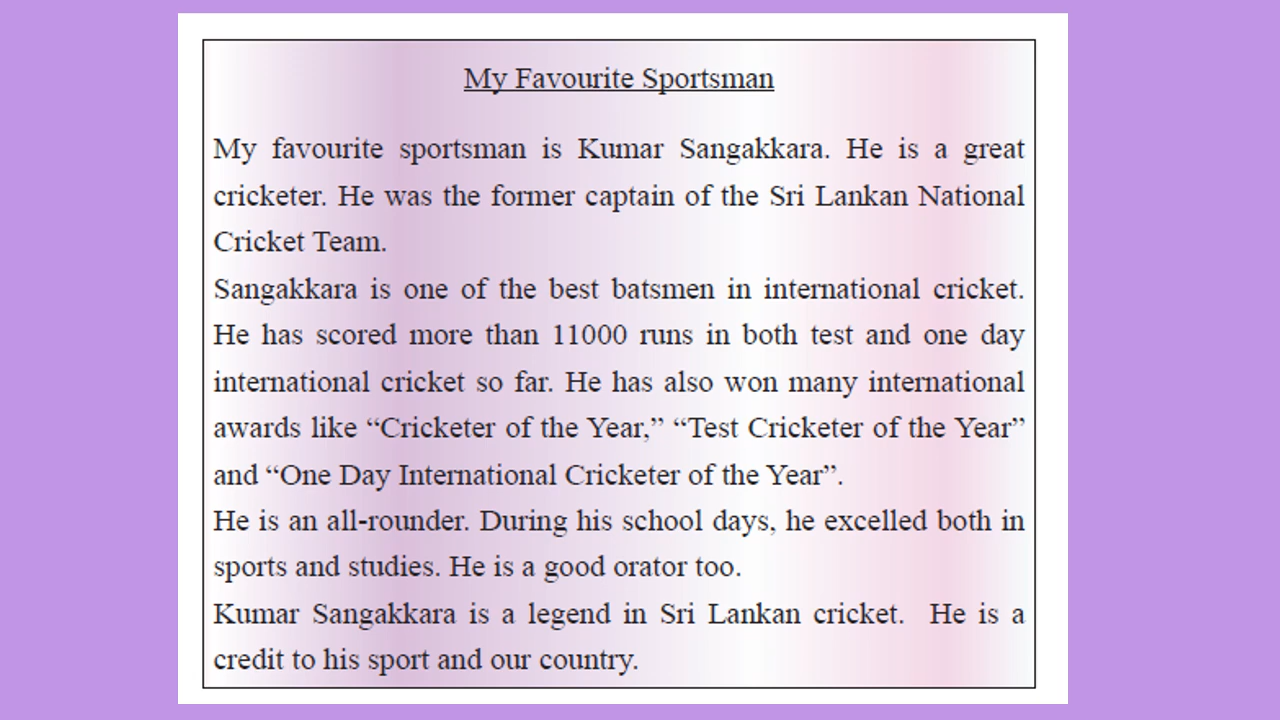 My Favourite Sportsman
My favourite sportsman is Kumar Sangakkara. He is a great
cricketer. He was the former captain of the Sri Lankan National
Cricket Team.
Sangakkara is one of the best batsmen in international cricket.
He has scored more than 11000 runs in both test and one day
international cricket so far. He has also won many international
awards like “Cricketer of the Year,” “Test Cricketer of the Year”
and “One Day International Cricketer of the Year”.
He is an all-rounder. During his school days, he excelled both in
sports and studies. He is a good orator too.
Kumar Sangakkara is a legend in Sri Lankan cricket.  He is a
credit to his sport and our country.